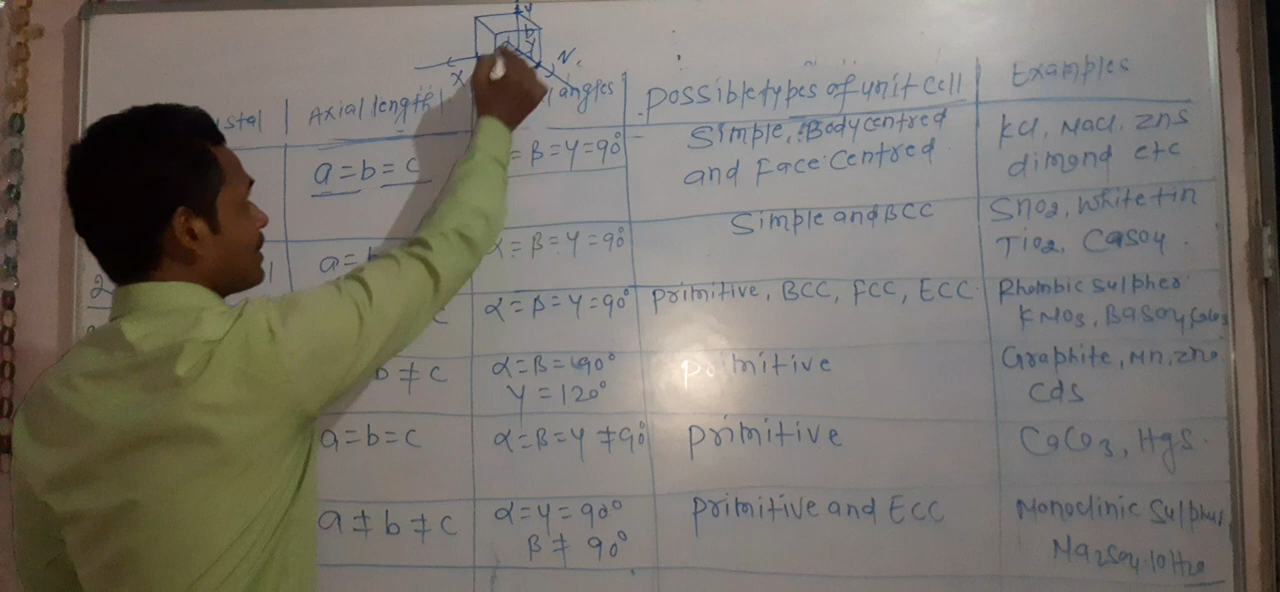 Y
b
X
stal
Axial length
angles
possible types of unit cell
Examples
a = b = c
= β = γ = 90°
Simple, Body centred
and Face Centred
KCl, NaCl, ZnS
dimond etc
2
a =
α = β = γ = 90°
Simple and BCC
SnO2, White tin
TiO2, CaSO4
α = β = γ = 90°
primitive, BCC, FCC, ECC
Rhombic Sulpher
KNO3, BaSO4
b ≠ c
α = β = 90°
γ = 120°
primitive
Graphite, Mn, ZnO
Cds
a = b = c
α = β = γ ≠ 90°
primitive
CaCO3, HgS.
a ≠ b ≠ c
α = γ = 90°
β ≠ 90°
primitive and ECC
Monoclinic Sulphur
Na2SO4.10H2O